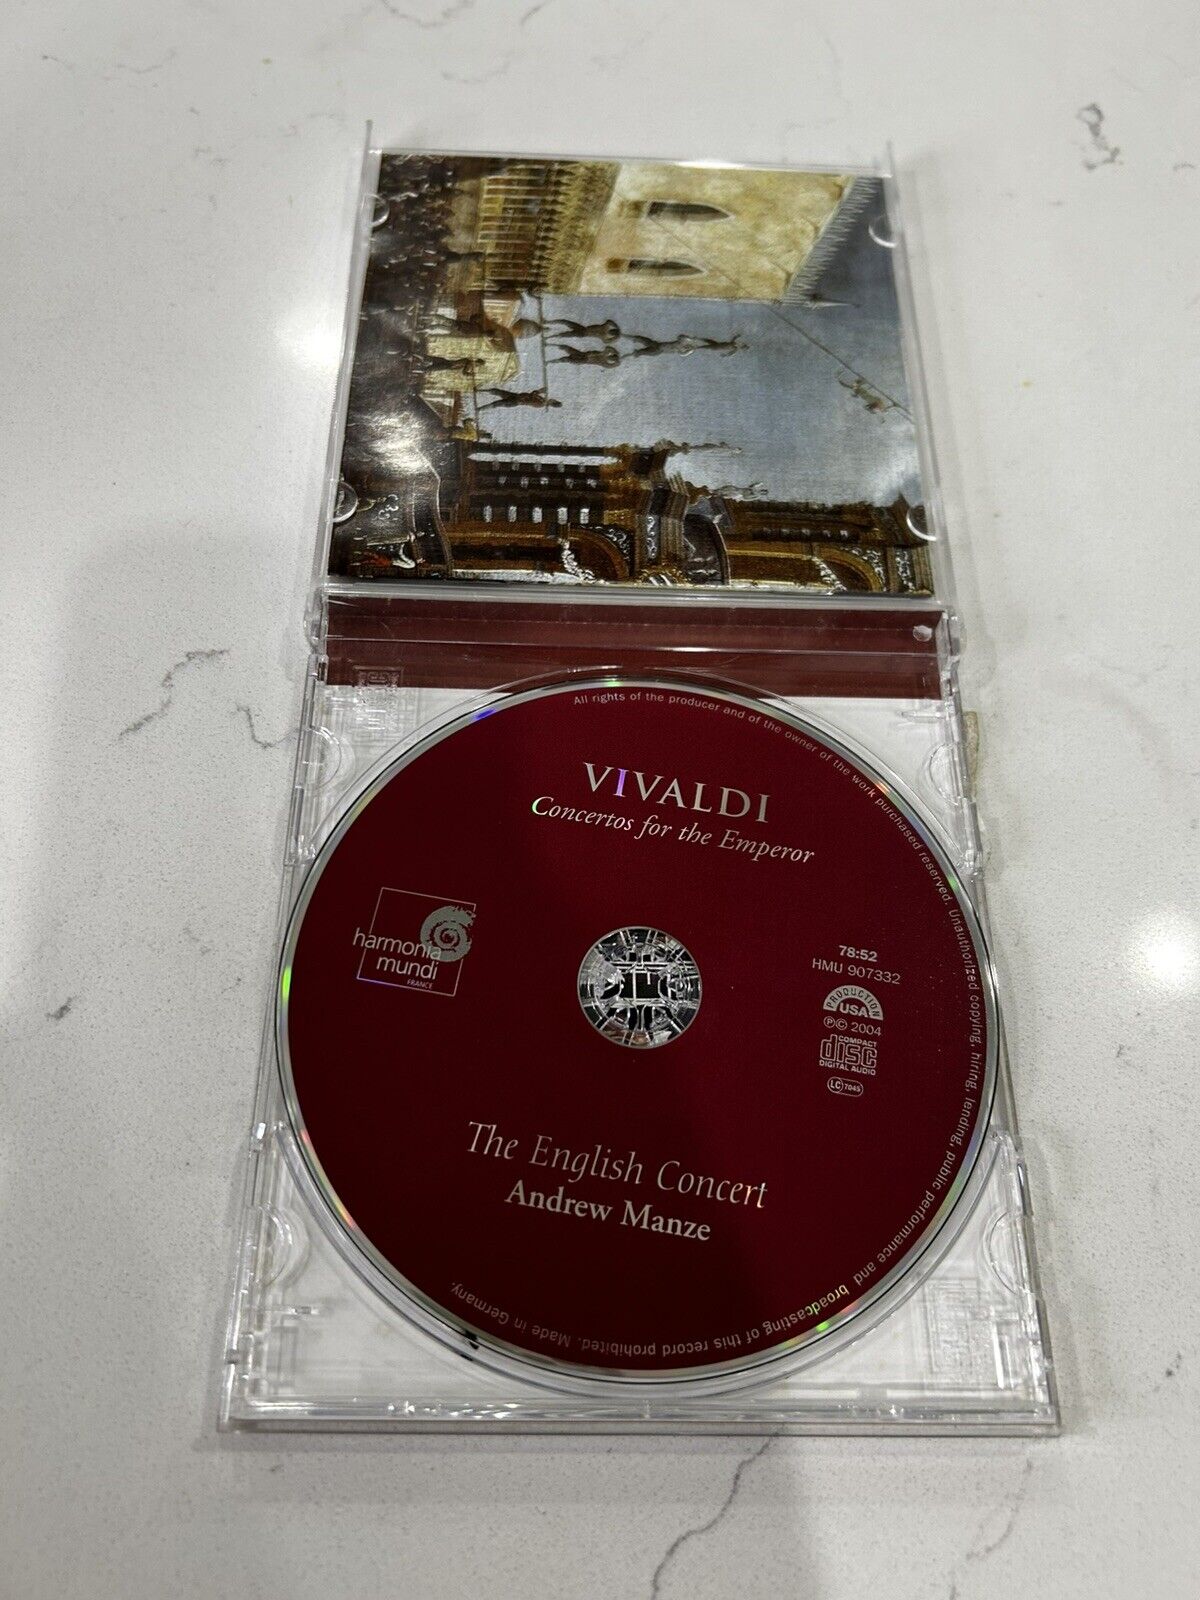 VIVALDI
Concertos for the Emperor
harmonia
mundi
FRANCE
78:52
HMU 907332
PRODUCTION
USA
℗© 2004
COMPACT
disc
DIGITAL AUDIO
LC 7045
The English Concert
Andrew Manze
All rights of the producer and of the owner of the work purchased reserved. Unauthorized copying, hiring, lending, public performance and broadcasting of this record prohibited. Made in Germany.